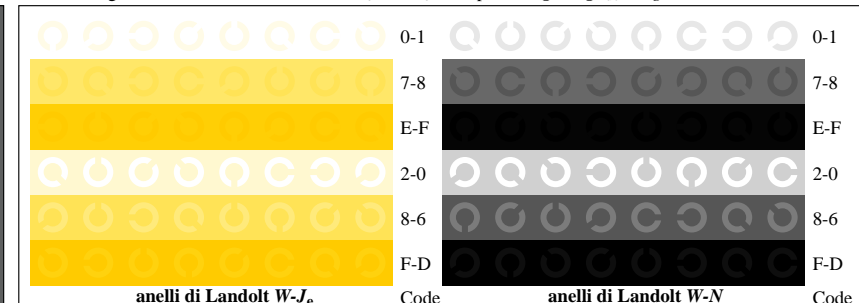 0-1 0-1
7-8 7-8
E-F E-F
2-0 2-0
8-6 8-6
F-D F-D
anelli di Landolt W-Je Code anelli di Landolt W-N Code